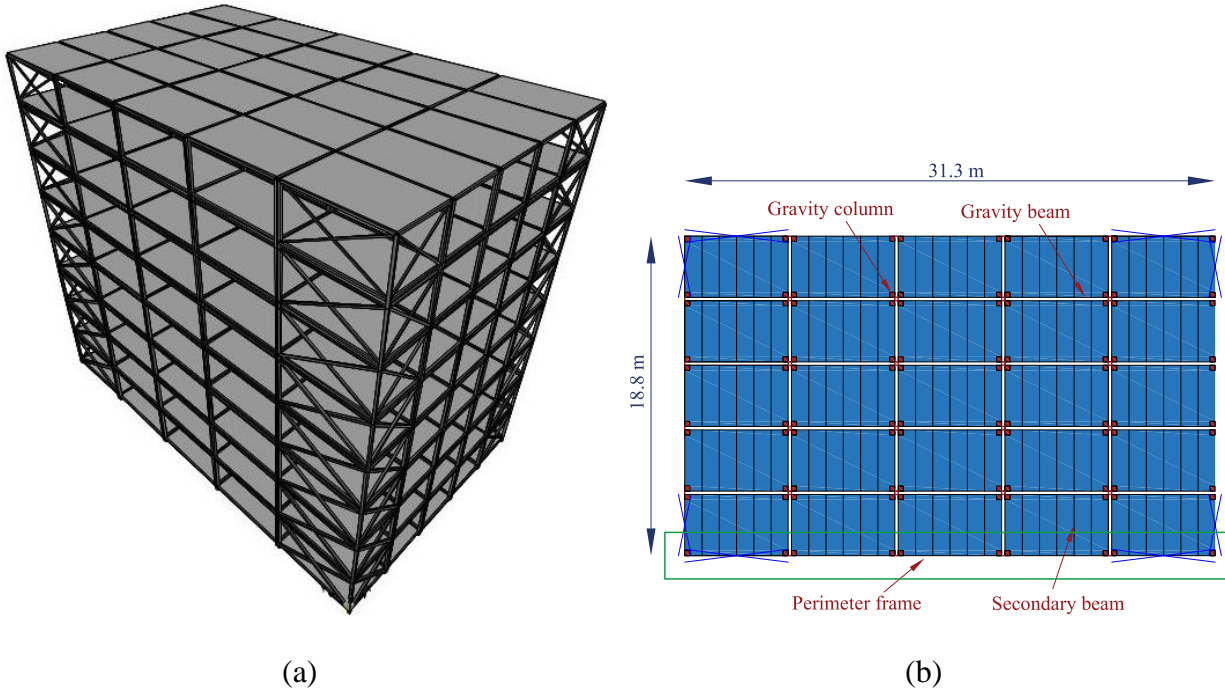 31.3 m
Gravity column
Gravity beam
18.8 m
Perimeter frame
Secondary beam
(a)
(b)